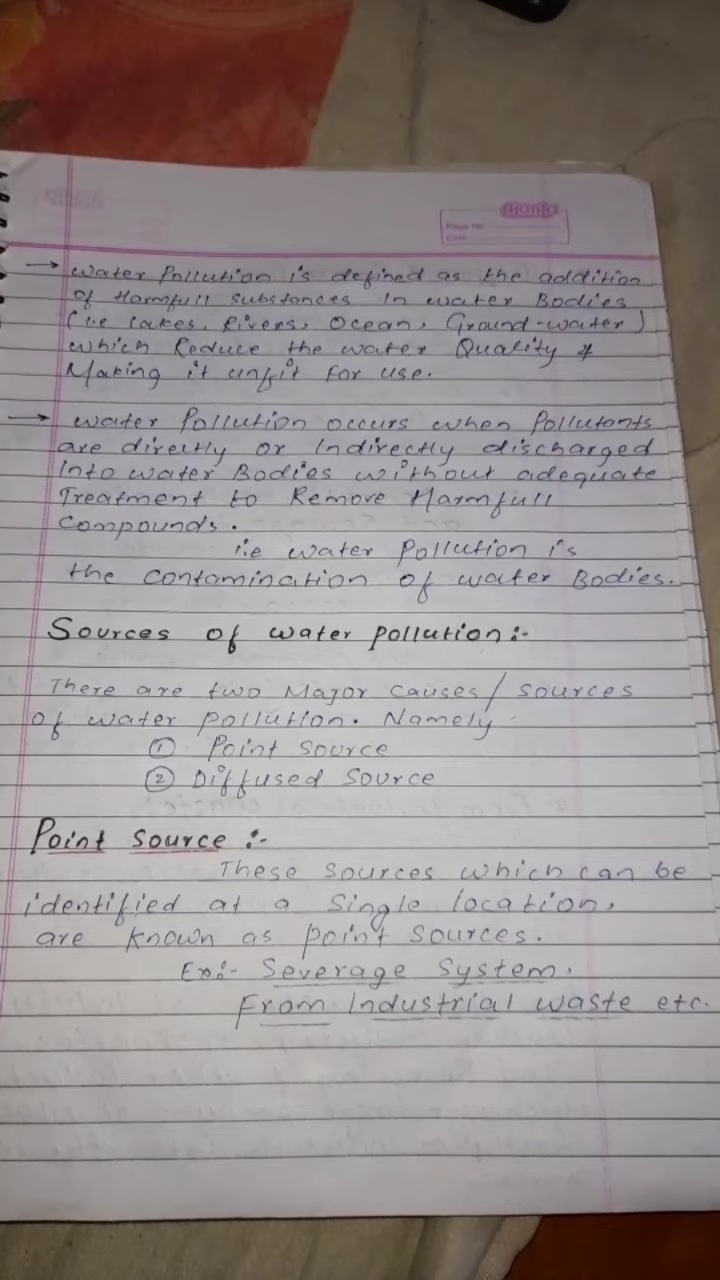 Ajanta
Page No.
Date
→ water Pollution is defined as the addition
of Harmfull substances In water Bodies
(i.e Lakes, Rivers, Ocean, Ground-water)
which Reduce the water Quality &
Making it unfit for use.
→ water Pollution occurs when Pollutants
are directly or Indirectly discharged
Into water Bodies without adequate
Treatment to Remove Harmfull
Compounds.
i.e water Pollution is
the contamination of water Bodies.
Sources of water pollution:-
There are two Major causes/sources
of water pollution. Namely
① Point source
② Diffused source
Point source :-
These sources which can be
identified at a single location,
are known as point sources.
Ex:- Severage system.
From Industrial waste etc.